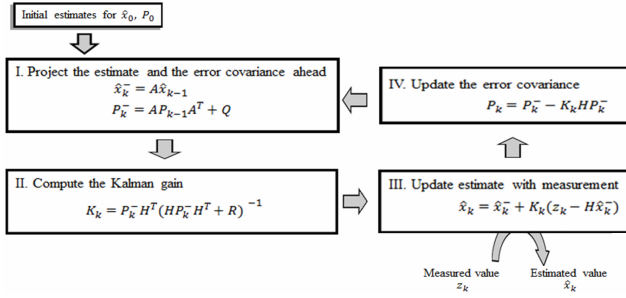 Initial estimates for x̂₀, P₀
I. Project the estimate and the error covariance ahead
x̂ₖ⁻ = Ax̂ₖ₋₁
Pₖ⁻ = APₖ₋₁Aᵀ + Q
II. Compute the Kalman gain
Kₖ = Pₖ⁻Hᵀ(HPₖ⁻Hᵀ + R)⁻¹
III. Update estimate with measurement
x̂ₖ = x̂ₖ⁻ + Kₖ(zₖ − Hx̂ₖ⁻)
Measured value
zₖ
Estimated value
x̂ₖ
IV. Update the error covariance
Pₖ = Pₖ⁻ − KₖHPₖ⁻